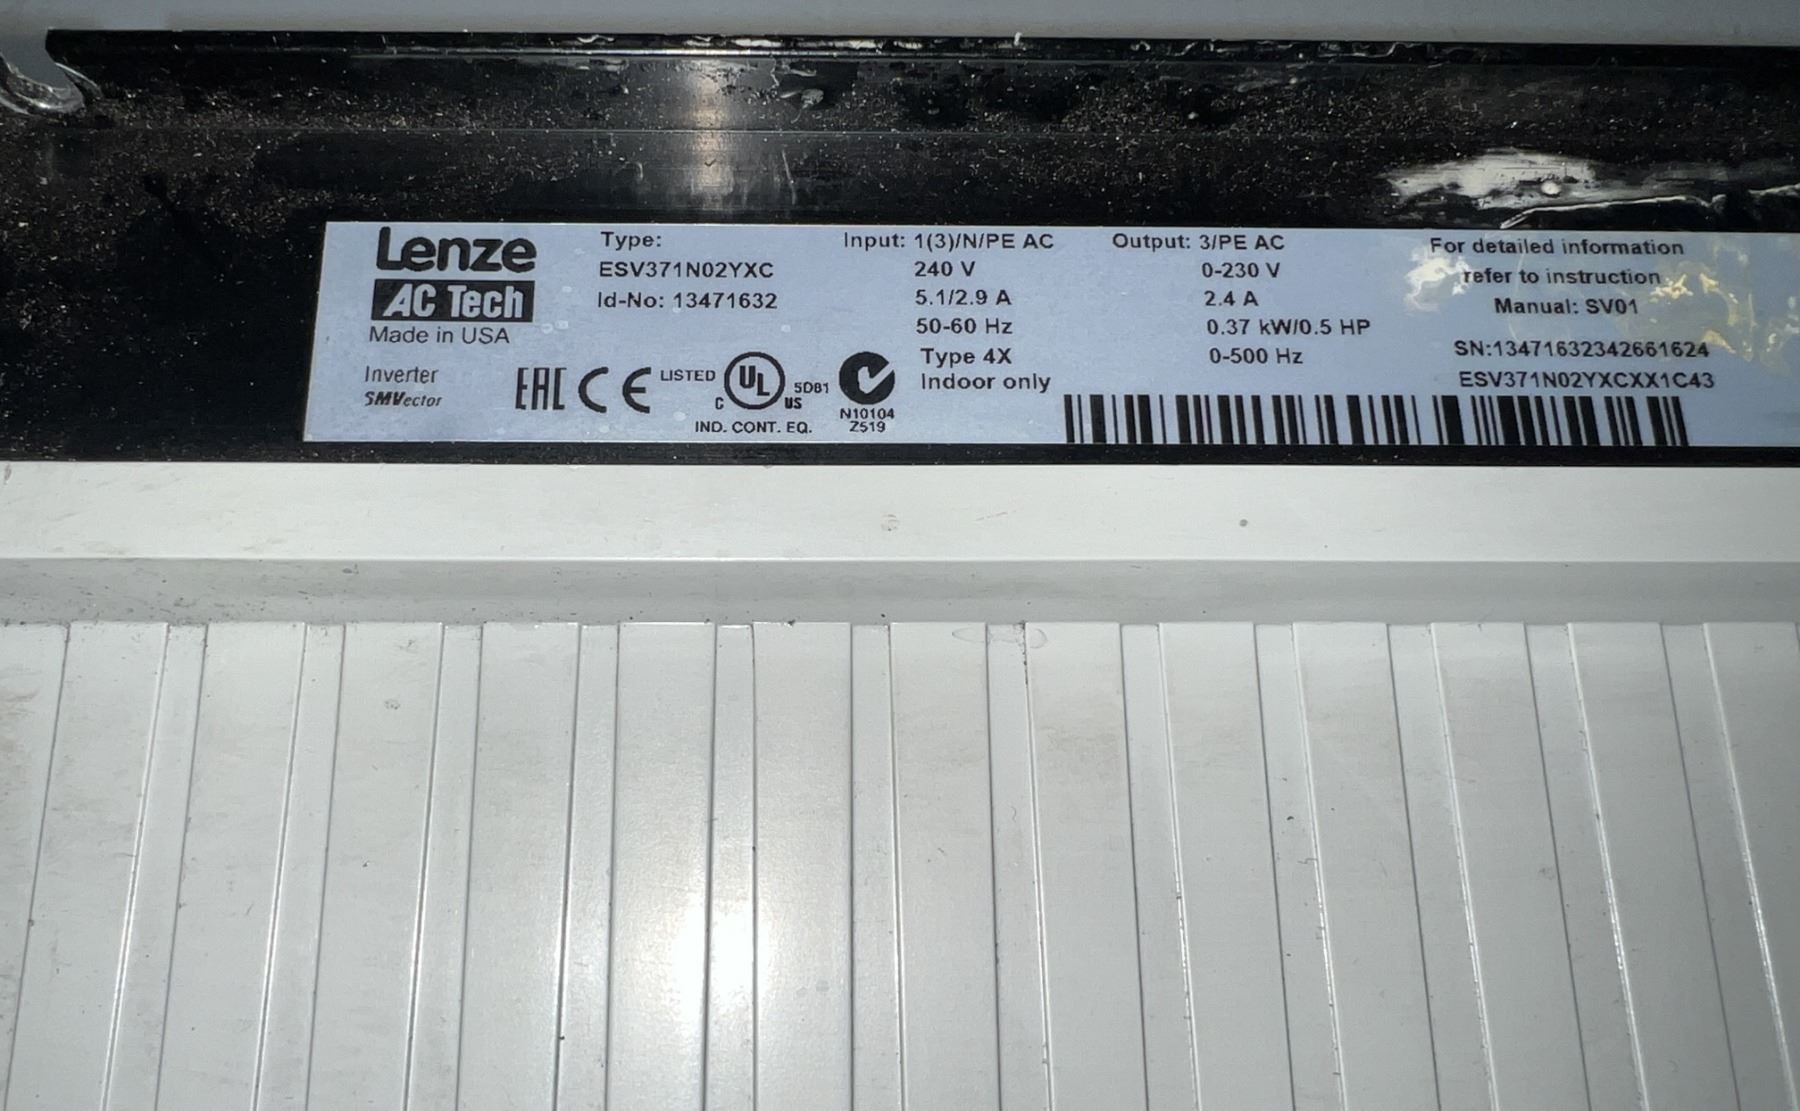 Lenze
AC Tech
Made in USA
Inverter
SMVector
Type:
ESV371N02YXC
Id-No: 13471632
EAC CE LISTED C UL US 5D81
IND. CONT. EQ.
N10104
Z519
Input: 1(3)/N/PE AC
240 V
5.1/2.9 A
50-60 Hz
Type 4X
Indoor only
Output: 3/PE AC
0-230 V
2.4 A
0.37 kW/0.5 HP
0-500 Hz
For detailed information
refer to instruction
Manual: SV01
SN:13471632342661624
ESV371N02YXCXX1C43